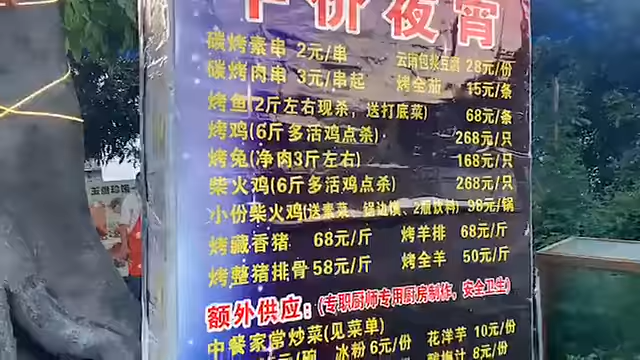 价夜宵
碳烤素串 2元/串 云南包浆豆腐 28元/份
碳烤肉串 3元/串起 烤全茄 15元/条
烤鱼(2斤左右现杀，送打底菜) 68元/条
烤鸡(6斤多活鸡点杀) 268元/只
烤兔(净肉3斤左右) 168元/只
柴火鸡(6斤多活鸡点杀) 268元/只
小份柴火鸡(送素菜、锅边馍、2瓶饮料) 98元/锅
烤藏香猪 68元/斤 烤羊排 68元/斤
烤整猪排骨58元/斤 烤全羊 50元/斤
额外供应：(专职厨师专用厨房制作，安全卫生)
中餐家常炒菜(见菜单)
元/碗 冰粉6元/份 花洋芋 10元/份
酸梅汁 8元/份